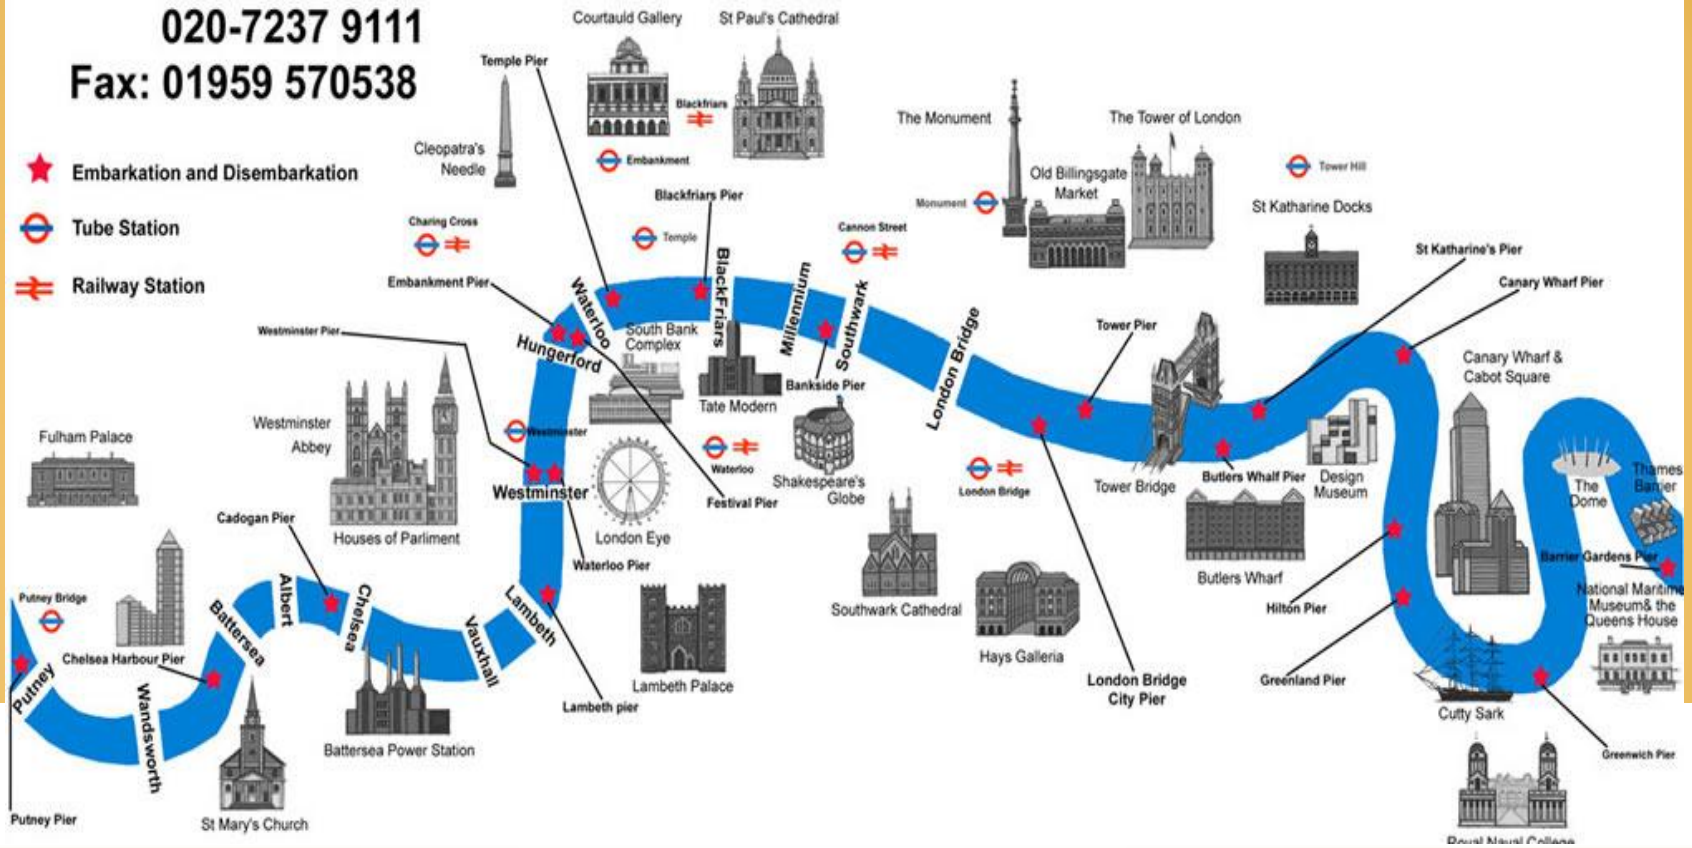 020-7237 9111
Fax: 01959 570538
Embarkation and Disembarkation
Tube Station
Railway Station
Courtauld Gallery
St Paul's Cathedral
Temple Pier
Blackfriars
Cleopatra's
Needle
Embankment
The Monument
The Tower of London
Old Billingsgate
Market
Tower Hill
Monument
St Katharine Docks
Blackfriars Pier
Charing Cross
Temple
Cannon Street
St Katharine's Pier
Embankment Pier
Canary Wharf Pier
Waterloo
BlackFriars
Millennium
Southwark
London Bridge
Westminster Pier
Hungerford
South Bank
Complex
Tower Pier
Canary Wharf &
Cabot Square
Bankside Pier
Tate Modern
Westminster
Abbey
Westminster
Fulham Palace
Waterloo
Shakespeare's
Globe
London Bridge
Tower Bridge
Butlers Whalf Pier
Design
Museum
The
Dome
Thames
Barrier
Westminster
Festival Pier
Cadogan Pier
Houses of Parliment
London Eye
Waterloo Pier
Barrier Gardens Pier
Butlers Wharf
National Maritime
Museum& the
Queens House
Putney Bridge
Albert
Chelsea
Battersea
Vauxhall
Lambeth
Southwark Cathedral
Hilton Pier
Chelsea Harbour Pier
Hays Galleria
Putney
Wandsworth
Lambeth Palace
London Bridge
City Pier
Greenland Pier
Lambeth pier
Cutty Sark
Battersea Power Station
Greenwich Pier
Putney Pier
St Mary's Church
Royal Naval College